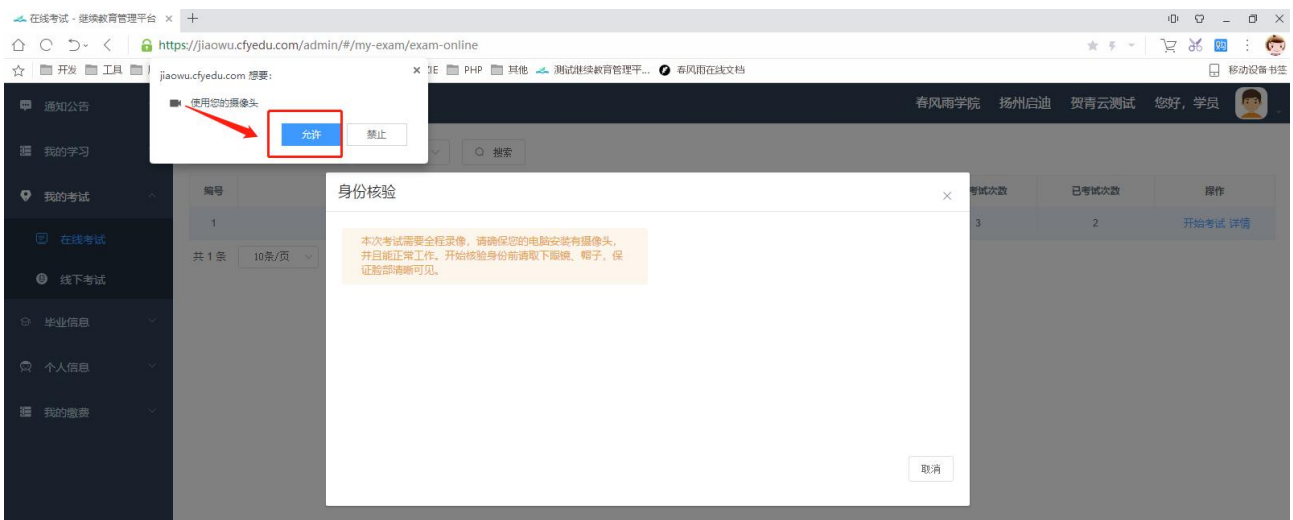 在线考试 - 继续教育管理平台
https://jiaowu.cfyedu.com/admin/#/my-exam/exam-online
开发 工具 PHP 其他 测试继续教育管理平... 春风雨在线文档 移动设备书签
jiaowu.cfyedu.com 想要:
使用您的摄像头
允许 禁止
通知公告 春风雨学院 扬州启迪 贺青云测试 您好, 学员
我的学习 搜索
我的考试 编号 考试次数 已考试次数 操作
在线考试 1 3 2 开始考试 详情
共 1 条 10条/页
线下考试
毕业信息
个人信息
我的缴费
身份核验
本次考试需要全程录像, 请确保您的电脑安装有摄像头,
并且能正常工作。开始核验身份前请取下眼镜、帽子, 保
证脸部清晰可见。
取消